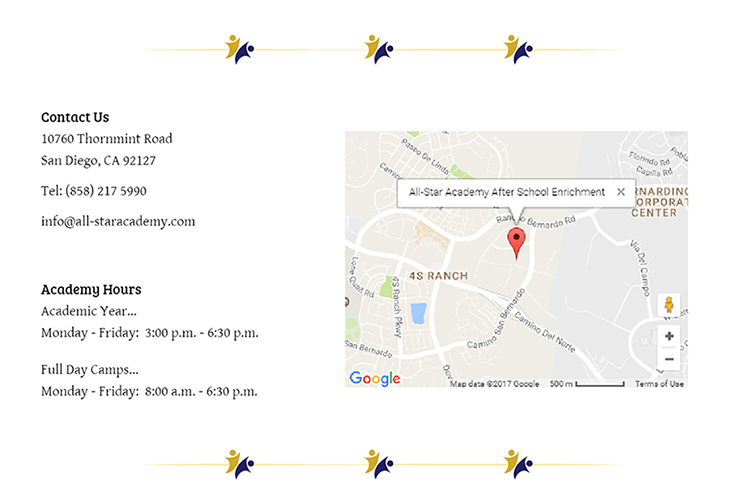 Contact Us
10760 Thornmint Road
San Diego, CA 92127
Tel: (858) 217 5990
info@all-staracademy.com
Academy Hours
Academic Year...
Monday - Friday:  3:00 p.m. - 6:30 p.m.
Full Day Camps...
Monday - Friday:  8:00 a.m. - 6:30 p.m.
Paseo De Linda
Florindo Rd
Capilla Rd
All-Star Academy After School Enrichment
RNARDINO
ORPORAT
CENTER
Rancho Bernardo Rd
Via Del Campo
Lone Quail Rd
4S RANCH
4S Ranch Pkwy
Camino San Bernardo
Camino Del Norte
San Bernardo
Google
Map data ©2017 Google
500 m
Terms of Use